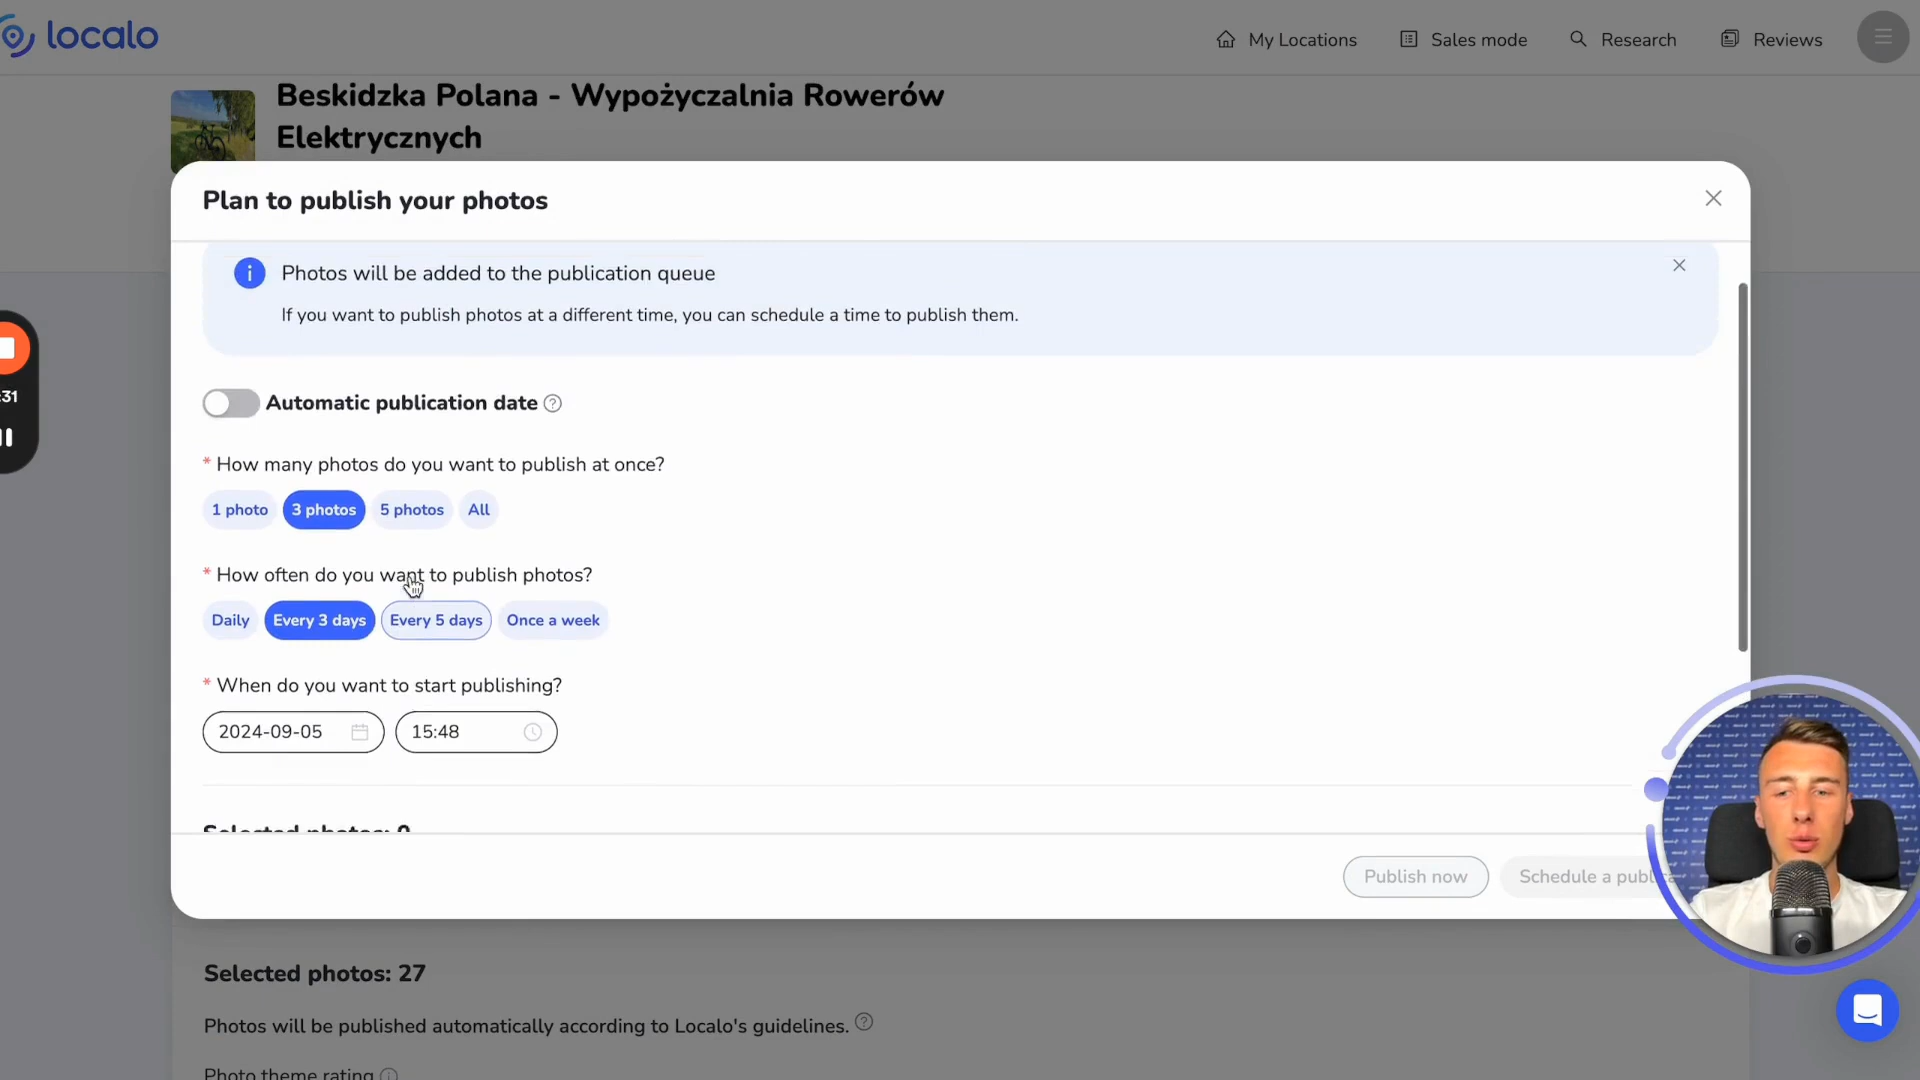 localo
My Locations
Sales mode
Research
Reviews
Beskidzka Polana - Wypożyczalnia Rowerów
Elektrycznych
Plan to publish your photos
Photos will be added to the publication queue
If you want to publish photos at a different time, you can schedule a time to publish them.
:31
Automatic publication date
* How many photos do you want to publish at once?
1 photo
3 photos
5 photos
All
* How often do you want to publish photos?
Daily
Every 3 days
Every 5 days
Once a week
* When do you want to start publishing?
2024-09-05
15:48
Selected photos: 0
Publish now
Schedule a publica
Selected photos: 27
Photos will be published automatically according to Localo's guidelines.
Photo theme rating